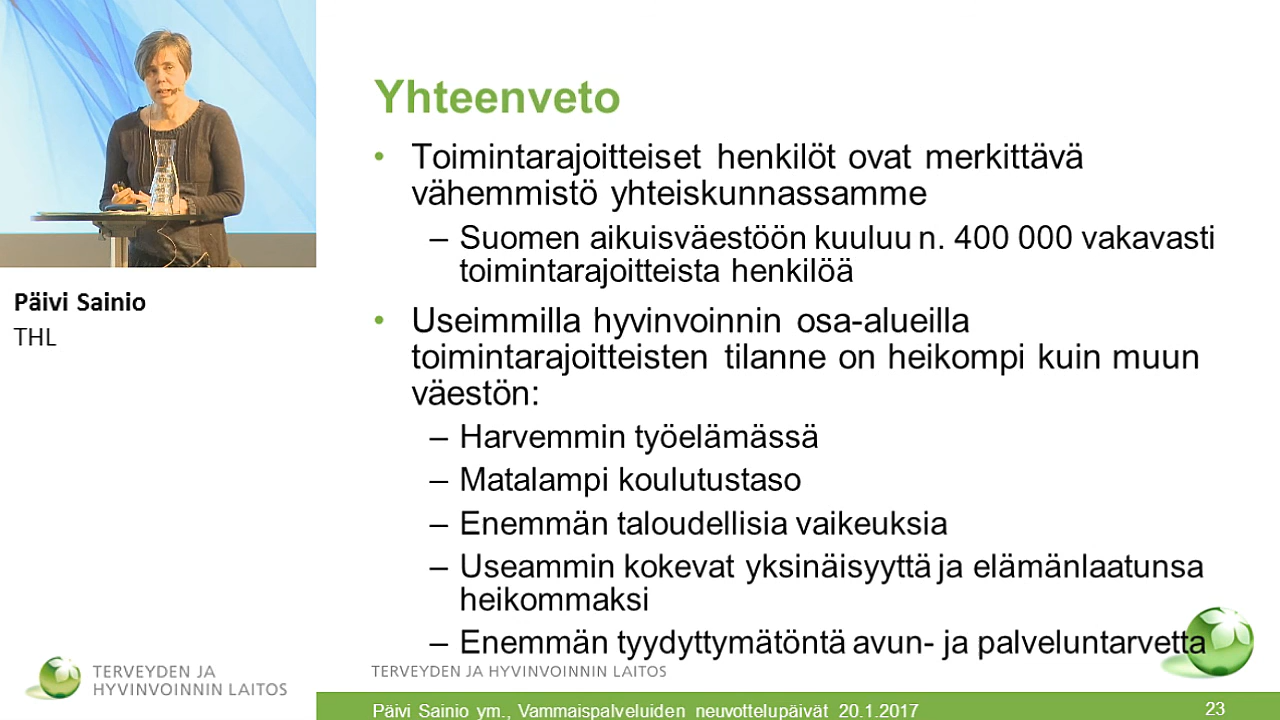 Päivi Sainio
THL
Yhteenveto
• Toimintarajoitteiset henkilöt ovat merkittävä
vähemmistö yhteiskunnassamme
– Suomen aikuisväestöön kuuluu n. 400 000 vakavasti
toimintarajoitteista henkilöä
• Useimmilla hyvinvoinnin osa-alueilla
toimintarajoitteisten tilanne on heikompi kuin muun
väestön:
– Harvemmin työelämässä
– Matalampi koulutustaso
– Enemmän taloudellisia vaikeuksia
– Useammin kokevat yksinäisyyttä ja elämänlaatunsa
heikommaksi
– Enemmän tyydyttymätöntä avun- ja palveluntarvetta
TERVEYDEN JA
HYVINVOINNIN LAITOS
TERVEYDEN JA HYVINVOINNIN LAITOS
Päivi Sainio ym., Vammaispalveluiden neuvottelupäivät 20.1.2017
23